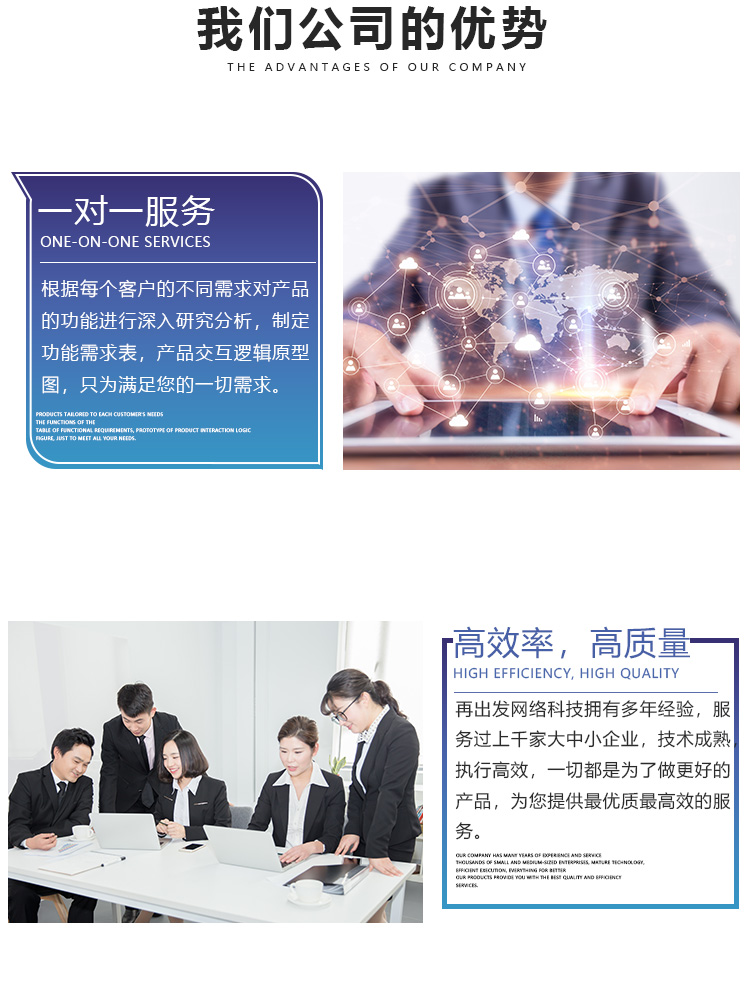 我们公司的优势
THE ADVANTAGES OF OUR COMPANY
一对一服务
ONE-ON-ONE SERVICES
根据每个客户的不同需求对产品
的功能进行深入研究分析，制定
功能需求表，产品交互逻辑原型
图，只为满足您的一切需求。
PRODUCTS TAILORED TO EACH CUSTOMER'S NEEDS
THE FUNCTIONS OF THE
TABLE OF FUNCTIONAL REQUIREMENTS, PROTOTYPE OF PRODUCT INTERACTION LOGIC
FIGURE, JUST TO MEET ALL YOUR NEEDS.
高效率，高质量
HIGH EFFICIENCY, HIGH QUALITY
再出发网络科技拥有多年经验，服
务过上千家大中小企业，技术成熟，
执行高效，一切都是为了做更好的
产品，为您提供最优质最高效的服
务。
OUR COMPANY HAS MANY YEARS OF EXPERIENCE AND SERVICE
THOUSANDS OF SMALL AND MEDIUM-SIZED ENTERPRISES, MATURE TECHNOLOGY,
EFFICIENT EXECUTION, EVERYTHING FOR BETTER
OUR PRODUCTS PROVIDE YOU WITH THE BEST QUALITY AND EFFICIENCY
SERVICES.